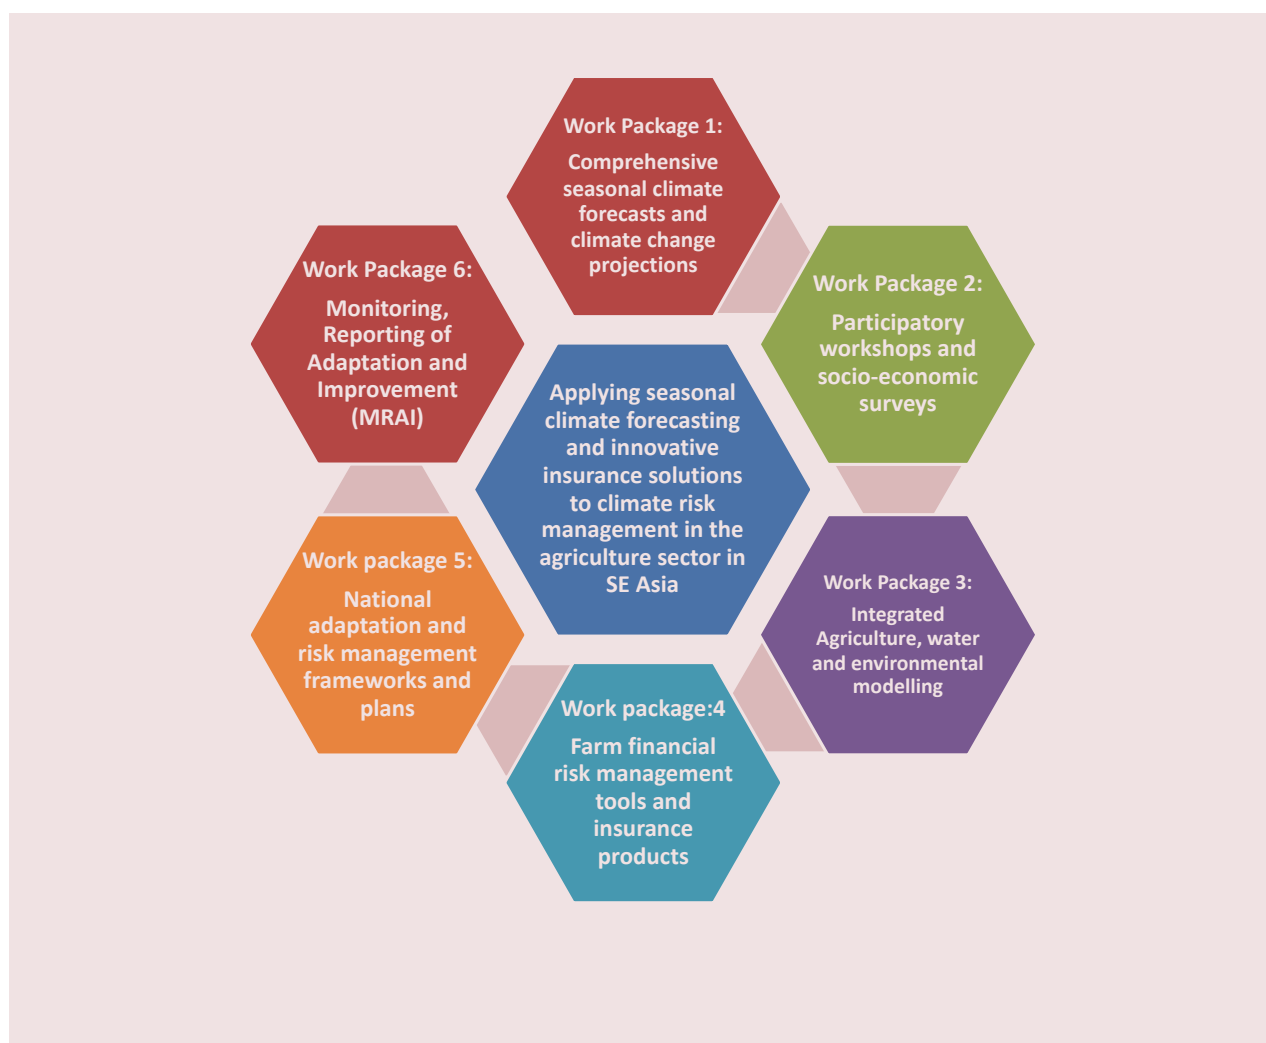 Work Package 1:
Comprehensive
seasonal climate
forecasts and
climate change
projections
Work Package 2:
Participatory
workshops and
socio-economic
surveys
Work Package 3:
Integrated
Agriculture, water
and environmental
modelling
Work package:4
Farm financial
risk management
tools and
insurance
products
Work package 5:
National
adaptation and
risk management
frameworks and
plans
Work Package 6:
Monitoring,
Reporting of
Adaptation and
Improvement
(MRAI)
Applying seasonal
climate forecasting
and innovative
insurance solutions
to climate risk
management in the
agriculture sector in
SE Asia